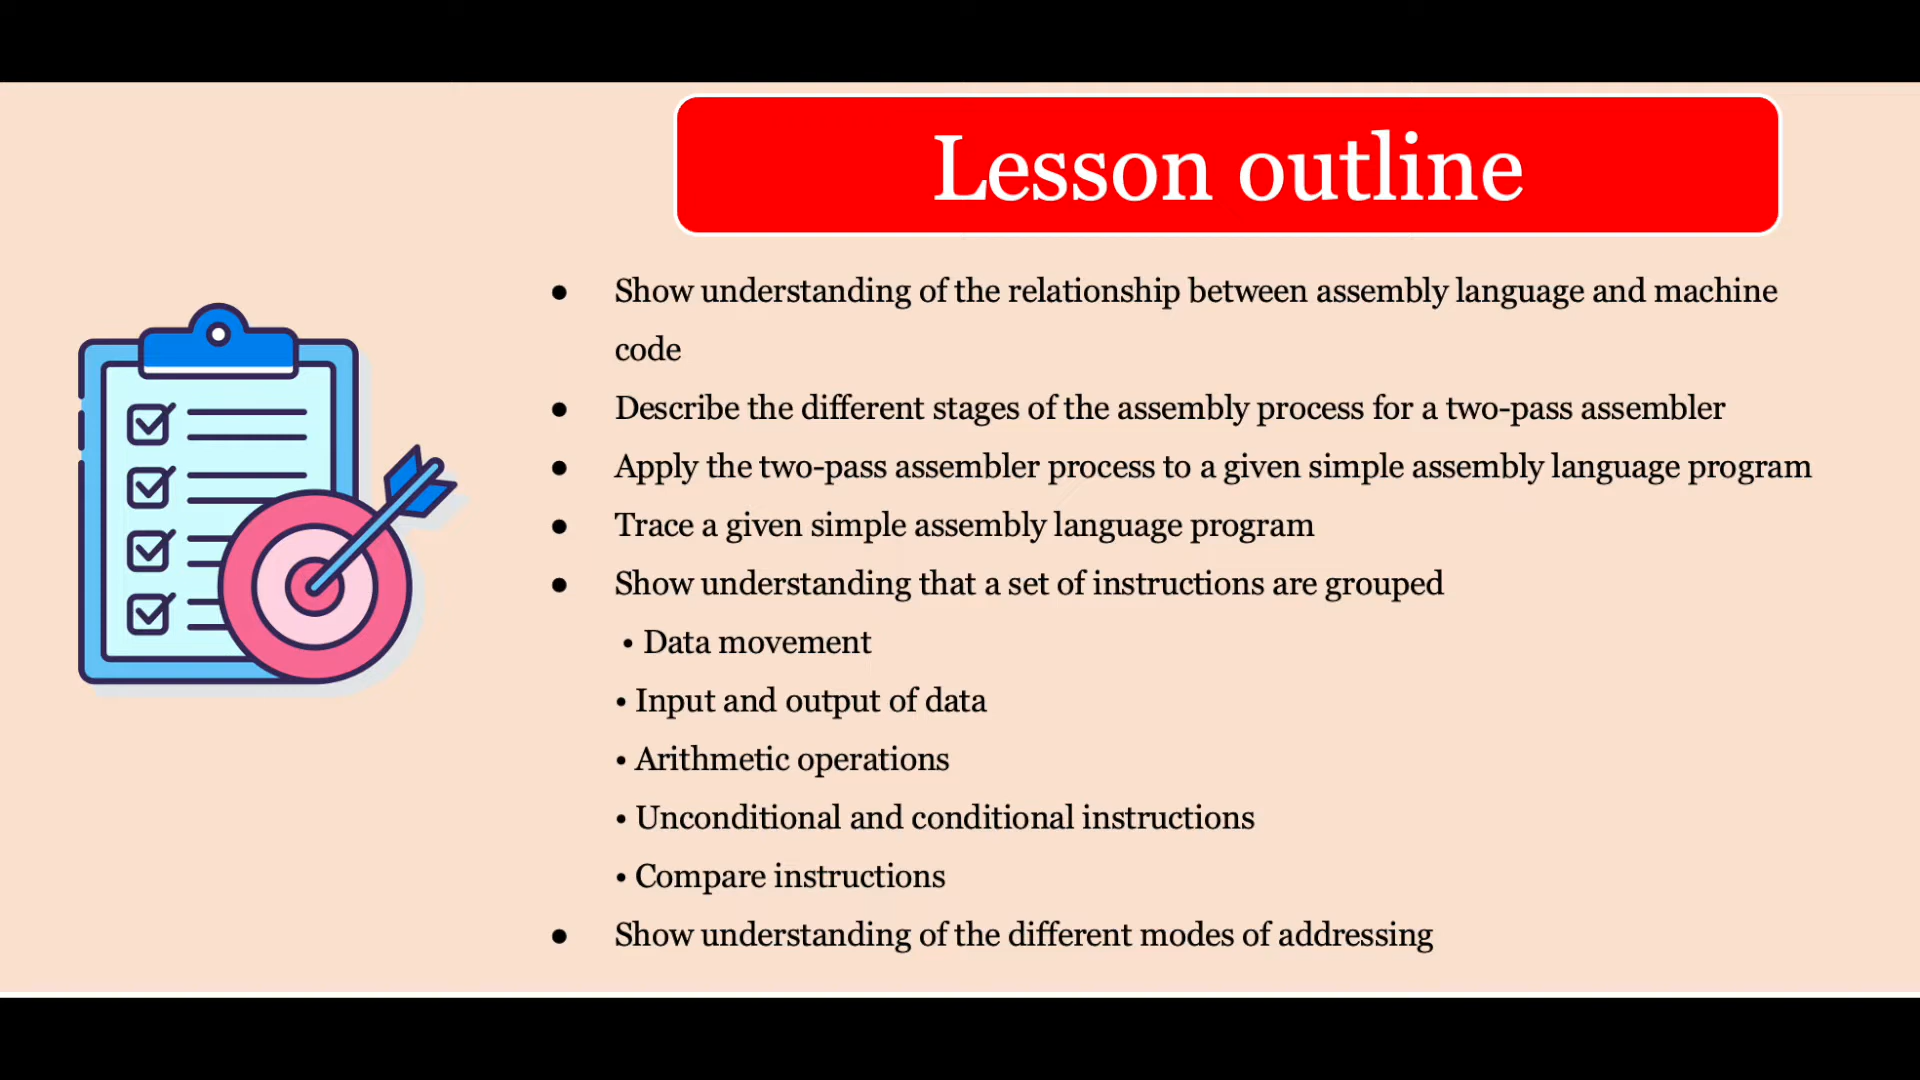 Lesson outline
● Show understanding of the relationship between assembly language and machine
code
● Describe the different stages of the assembly process for a two-pass assembler
● Apply the two-pass assembler process to a given simple assembly language program
● Trace a given simple assembly language program
● Show understanding that a set of instructions are grouped
• Data movement
• Input and output of data
• Arithmetic operations
• Unconditional and conditional instructions
• Compare instructions
● Show understanding of the different modes of addressing